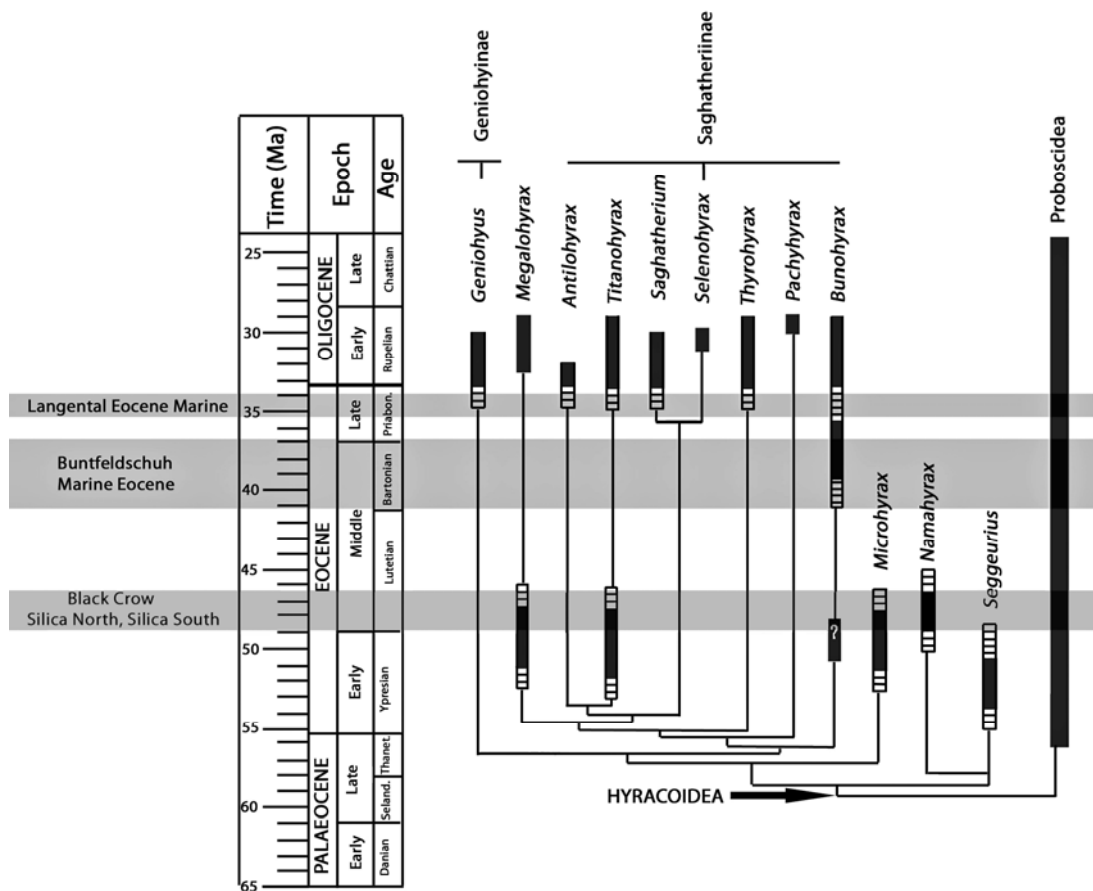 Geniohyinae
Saghatheriinae
Time (Ma)
Epoch
Age
Geniohyus
Megalohyrax
Antilohyrax
Titanohyrax
Saghatherium
Selenohyrax
Thyrohyrax
Pachyhyrax
Bunohyrax
Microhyrax
Namahyrax
Seggeurius
Proboscidea
25
30
35
40
45
50
55
60
65
OLIGOCENE
EOCENE
PALAEOCENE
Late
Early
Late
Middle
Early
Late
Early
Chattian
Rupelian
Priabon.
Bartonian
Lutetian
Ypresian
Thanet.
Seland.
Danian
Langental Eocene Marine
Buntfeldschuh
Marine Eocene
Black Crow
Silica North, Silica South
?
HYRACOIDEA